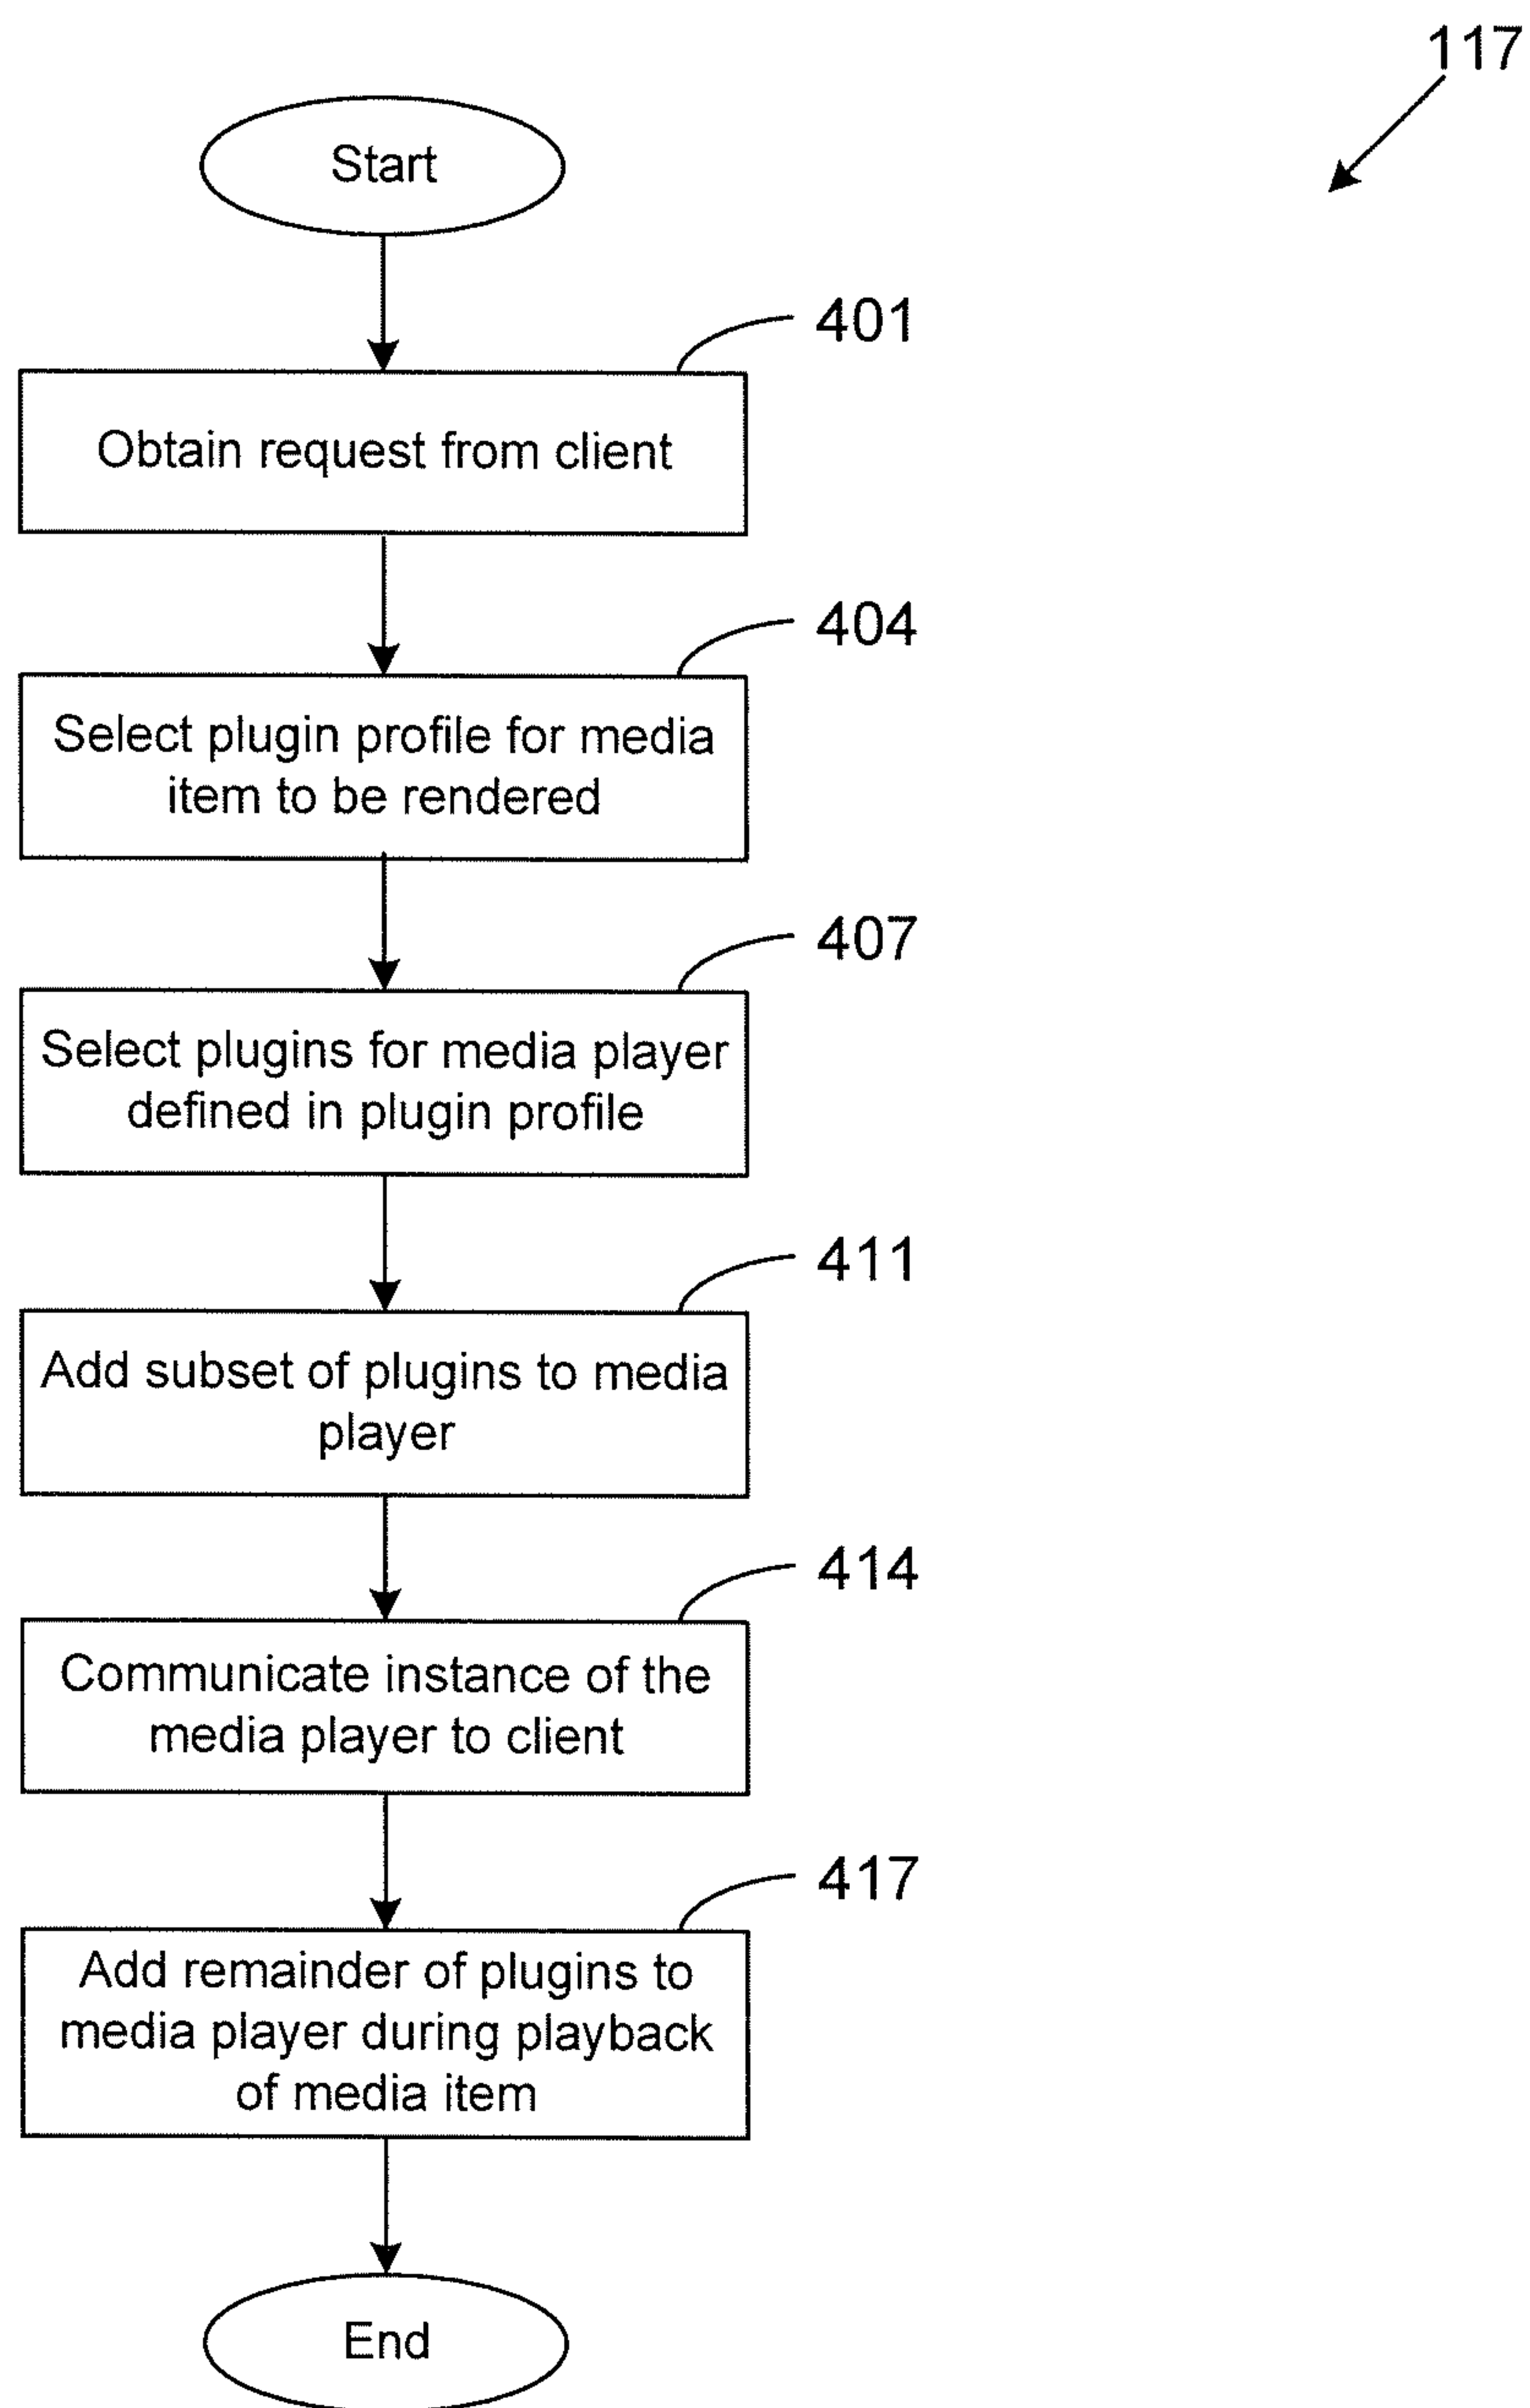 117
Start
401
Obtain request from client
404
Select plugin profile for media
item to be rendered
407
Select plugins for media player
defined in plugin profile
411
Add subset of plugins to media
player
414
Communicate instance of the
media player to client
417
Add remainder of plugins to
media player during playback
of media item
End